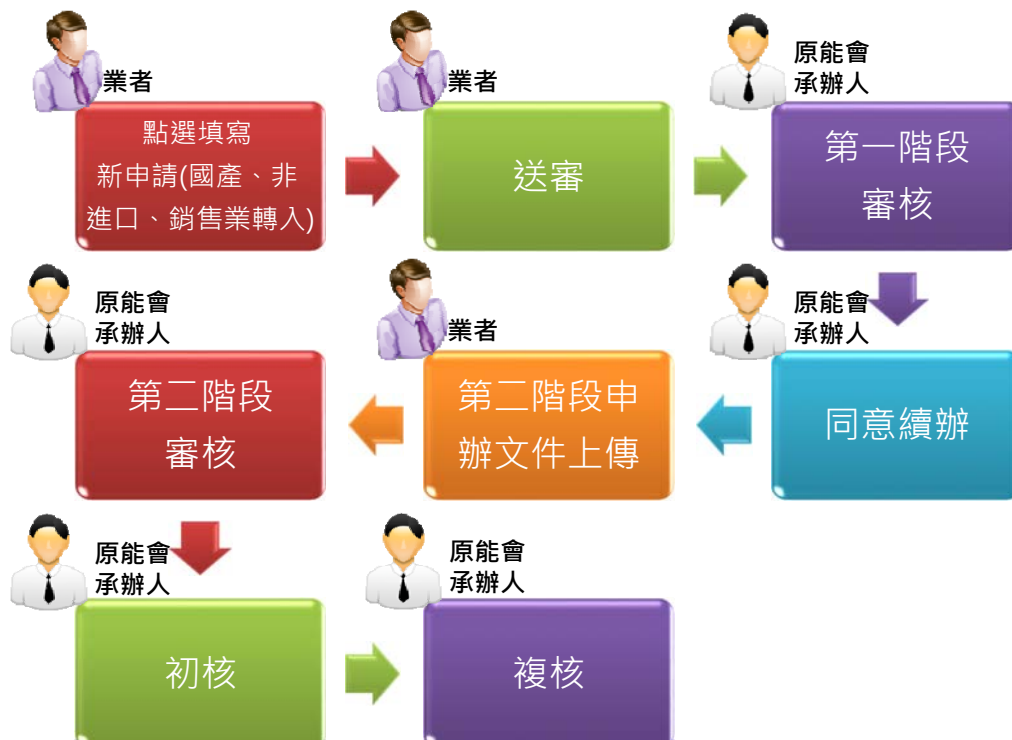 業者
點選填寫
新申請(國產、非
進口、銷售業轉入)
業者
送審
原能會
承辦人
第一階段
審核
原能會
承辦人
同意續辦
業者
第二階段申
辦文件上傳
原能會
承辦人
第二階段
審核
原能會
承辦人
初核
原能會
承辦人
複核